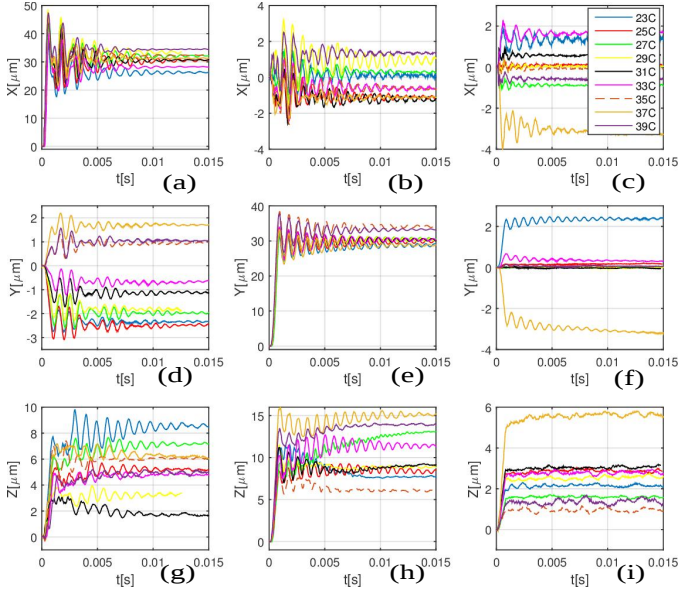 50
40
30
20
10
0
X[μm]
0
0.005
0.01
0.015
t[s]
(a)
4
2
0
-2
-4
X[μm]
0
0.005
0.01
0.015
t[s]
(b)
2
0
-2
-4
X[μm]
0
0.005
0.01
0.015
t[s]
(c)
23C
25C
27C
29C
31C
33C
35C
37C
39C
2
1
0
-1
-2
-3
Y[μm]
0
0.005
0.01
0.015
t[s]
(d)
40
30
20
10
0
Y[μm]
0
0.005
0.01
0.015
t[s]
(e)
2
0
-2
-4
Y[μm]
0
0.005
0.01
0.015
t[s]
(f)
10
8
6
4
2
0
Z[μm]
0
0.005
0.01
0.015
t[s]
(g)
15
10
5
0
Z[μm]
0
0.005
0.01
0.015
t[s]
(h)
6
4
2
0
Z[μm]
0
0.005
0.01
0.015
t[s]
(i)